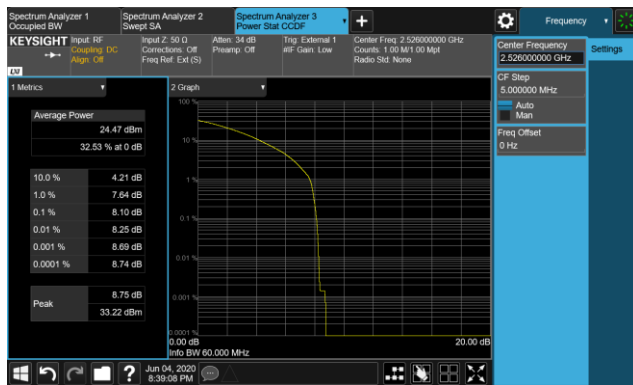 Spectrum Analyzer 1
Occupied BW
Spectrum Analyzer 2
Swept SA
Spectrum Analyzer 3
Power Stat CCDF
Frequency
KEYSIGHT
Input: RF
Coupling: DC
Align: Off
Input Z: 50 Ω
Corrections: Off
Freq Ref: Ext (S)
Atten: 34 dB
Preamp: Off
Trig: External 1
#IF Gain: Low
Center Freq: 2.526000000 GHz
Counts: 1.00 M/1.00 Mpt
Radio Std: None
LXI
Center Frequency
2.526000000 GHz
Settings
CF Step
5.000000 MHz
Auto
Man
Freq Offset
0 Hz
1 Metrics
Average Power
24.47 dBm
32.53 % at 0 dB
10.0 % 4.21 dB
1.0 % 7.64 dB
0.1 % 8.10 dB
0.01 % 8.25 dB
0.001 % 8.69 dB
0.0001 % 8.74 dB
Peak
8.75 dB
33.22 dBm
2 Graph
100 %
10 %
1 %
0.1 %
0.01 %
0.001 %
0.0001 %
0.00 dB 20.00 dB
Info BW 60.000 MHz
?
Jun 04, 2020
8:39:08 PM